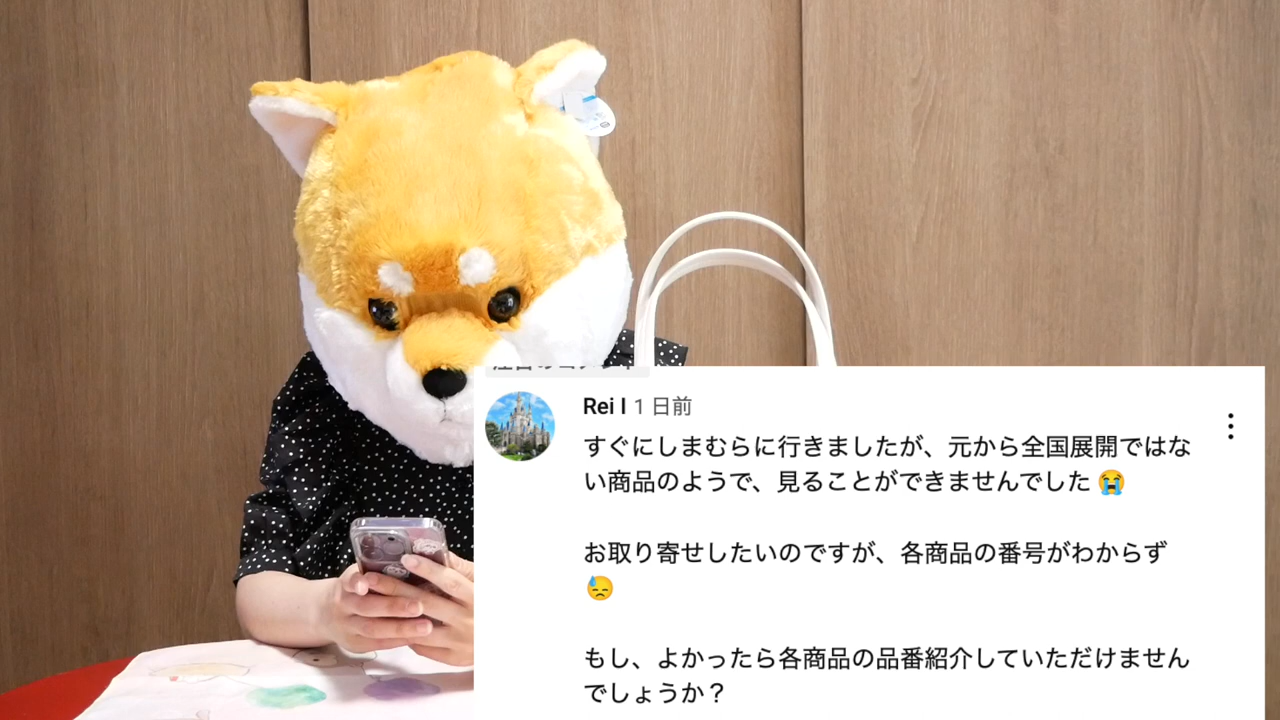 Rei I 1 日前
すぐにしまむらに行きましたが、元から全国展開ではな
い商品のようで、見ることができませんでした 😭
お取り寄せしたいのですが、各商品の番号がわからず
😓
もし、よかったら各商品の品番紹介していただけません
でしょうか？